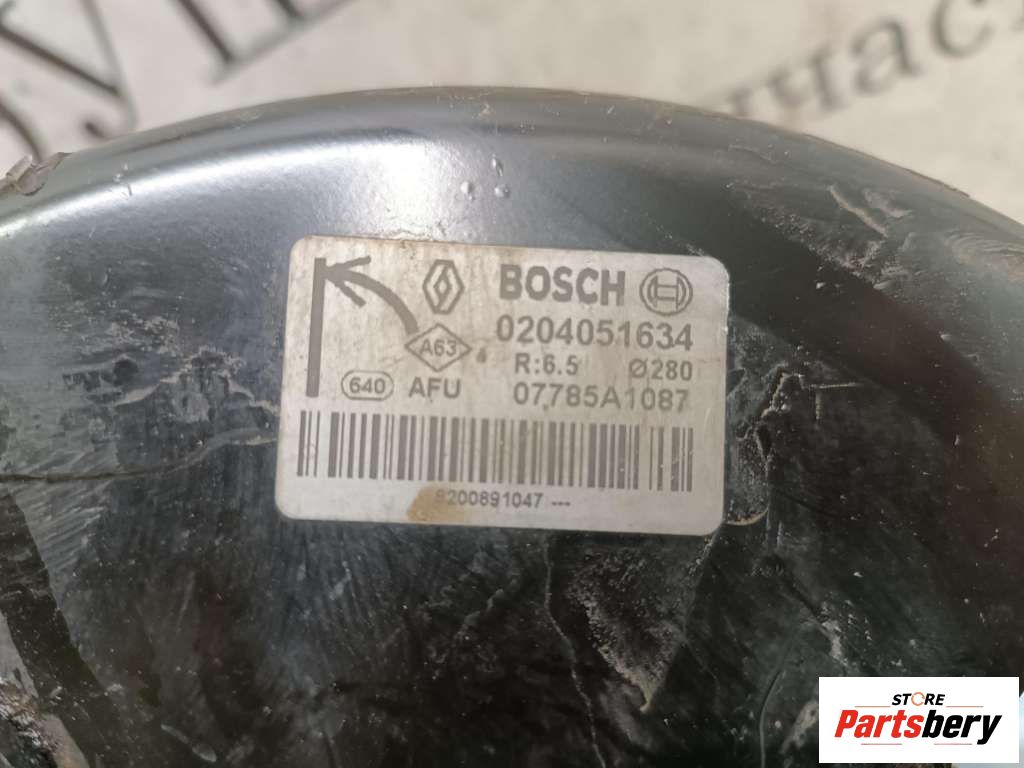 BOSCH
0204051634
A63
R:6.5 Ø280
640 AFU 07785A1087
8200891047 ---
STORE
Partsbery